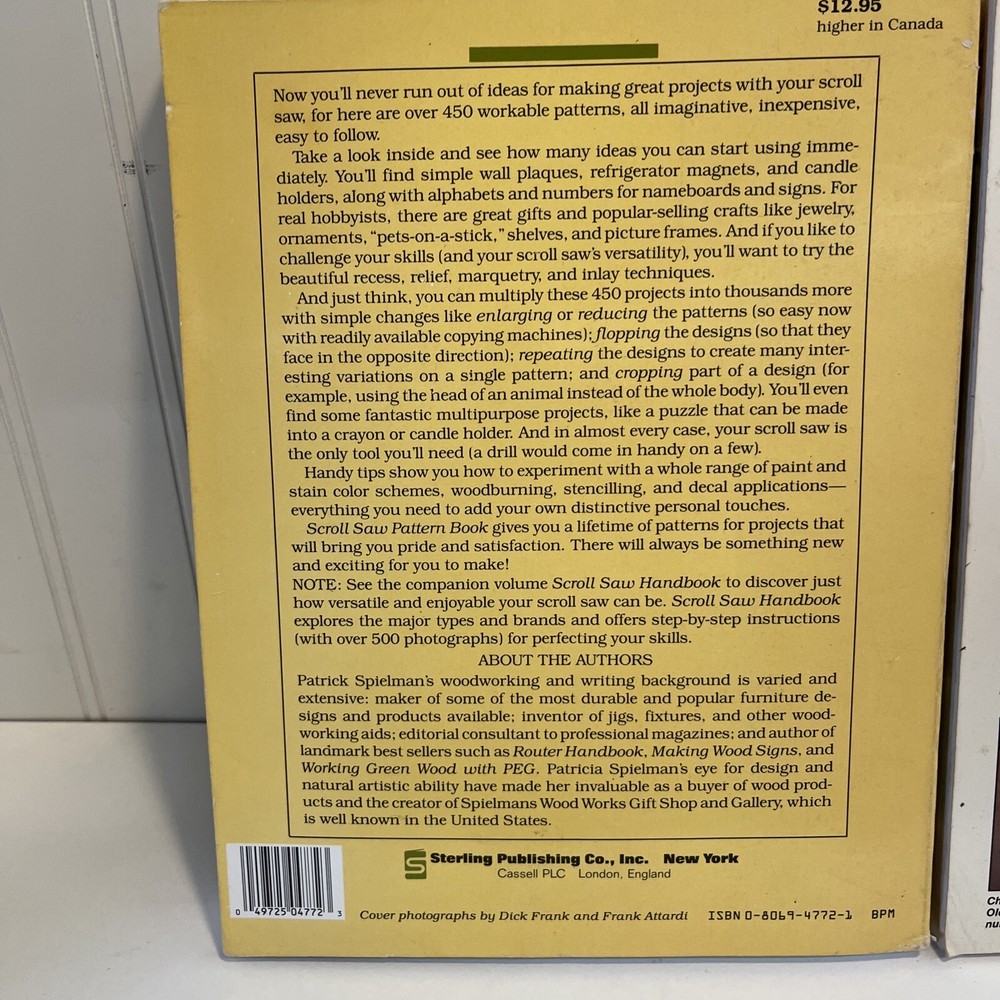 $12.95
higher in Canada
Now you'll never run out of ideas for making great projects with your scroll
saw, for here are over 450 workable patterns, all imaginative, inexpensive,
easy to follow.
Take a look inside and see how many ideas you can start using imme-
diately. You'll find simple wall plaques, refrigerator magnets, and candle
holders, along with alphabets and numbers for nameboards and signs. For
real hobbyists, there are great gifts and popular-selling crafts like jewelry,
ornaments, "pets-on-a-stick," shelves, and picture frames. And if you like to
challenge your skills (and your scroll saw's versatility), you'll want to try the
beautiful recess, relief, marquetry, and inlay techniques.
And just think, you can multiply these 450 projects into thousands more
with simple changes like enlarging or reducing the patterns (so easy now
with readily available copying machines); flopping the designs (so that they
face in the opposite direction); repeating the designs to create many inter-
esting variations on a single pattern; and cropping part of a design (for
example, using the head of an animal instead of the whole body). You'll even
find some fantastic multipurpose projects, like a puzzle that can be made
into a crayon or candle holder. And in almost every case, your scroll saw is
the only tool you'll need (a drill would come in handy on a few).
Handy tips show you how to experiment with a whole range of paint and
stain color schemes, woodburning, stencilling, and decal applications—
everything you need to add your own distinctive personal touches.
Scroll Saw Pattern Book gives you a lifetime of patterns for projects that
will bring you pride and satisfaction. There will always be something new
and exciting for you to make!
NOTE: See the companion volume Scroll Saw Handbook to discover just
how versatile and enjoyable your scroll saw can be. Scroll Saw Handbook
explores the major types and brands and offers step-by-step instructions
(with over 500 photographs) for perfecting your skills.
ABOUT THE AUTHORS
Patrick Spielman's woodworking and writing background is varied and
extensive: maker of some of the most durable and popular furniture de-
signs and products available; inventor of jigs, fixtures, and other wood-
working aids; editorial consultant to professional magazines; and author of
landmark best sellers such as Router Handbook, Making Wood Signs, and
Working Green Wood with PEG. Patricia Spielman's eye for design and
natural artistic ability have made her invaluable as a buyer of wood prod-
ucts and the creator of Spielmans Wood Works Gift Shop and Gallery, which
is well known in the United States.
Sterling Publishing Co., Inc. New York
Cassell PLC London, England
0 49725 04772 3
Cover photographs by Dick Frank and Frank Attardi ISBN 0-8069-4772-1 BPM